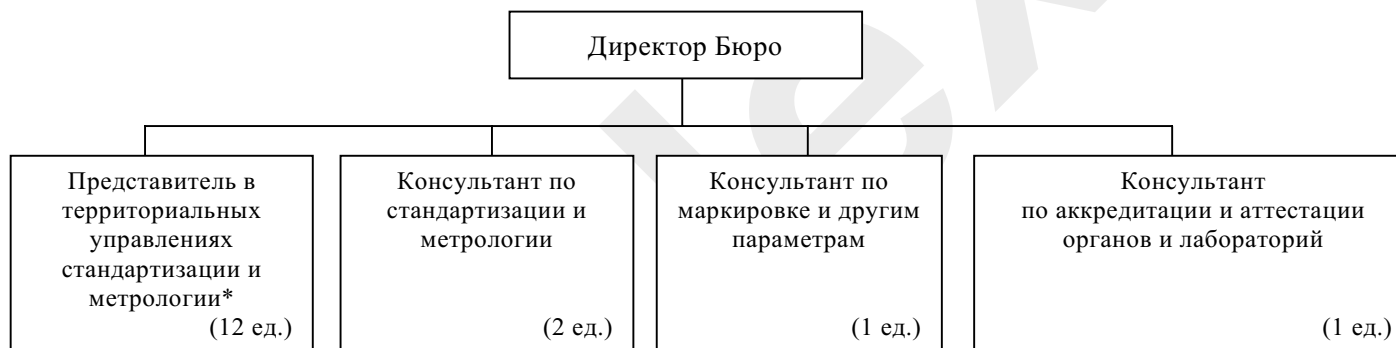 Директор Бюро
Представитель в
территориальных
управлениях
стандартизации и
метрологии*
(12 ед.)
Консультант по
стандартизации и
метрологии
(2 ед.)
Консультант по
маркировке и другим
параметрам
(1 ед.)
Консультант
по аккредитации и аттестации
органов и лабораторий
(1 ед.)